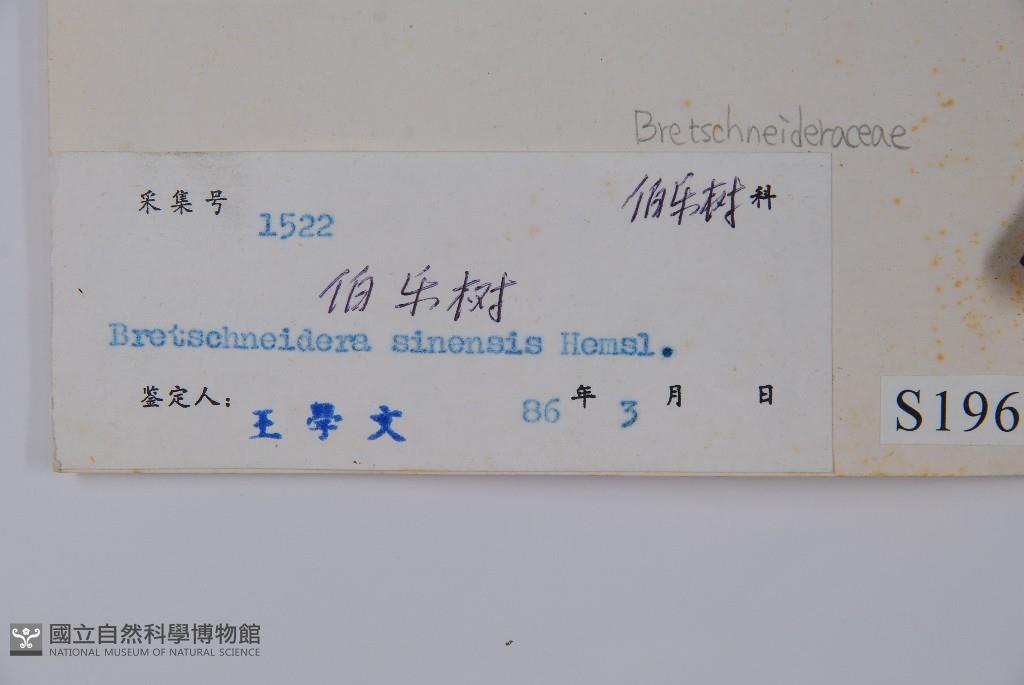 Bretschneideraceae
采集号 1522 伯乐树科
伯乐树
Bretschneidera sinensis Hemsl.
鉴定人: 王學文 86年3月 日
S196
國立自然科學博物館
NATIONAL MUSEUM OF NATURAL SCIENCE